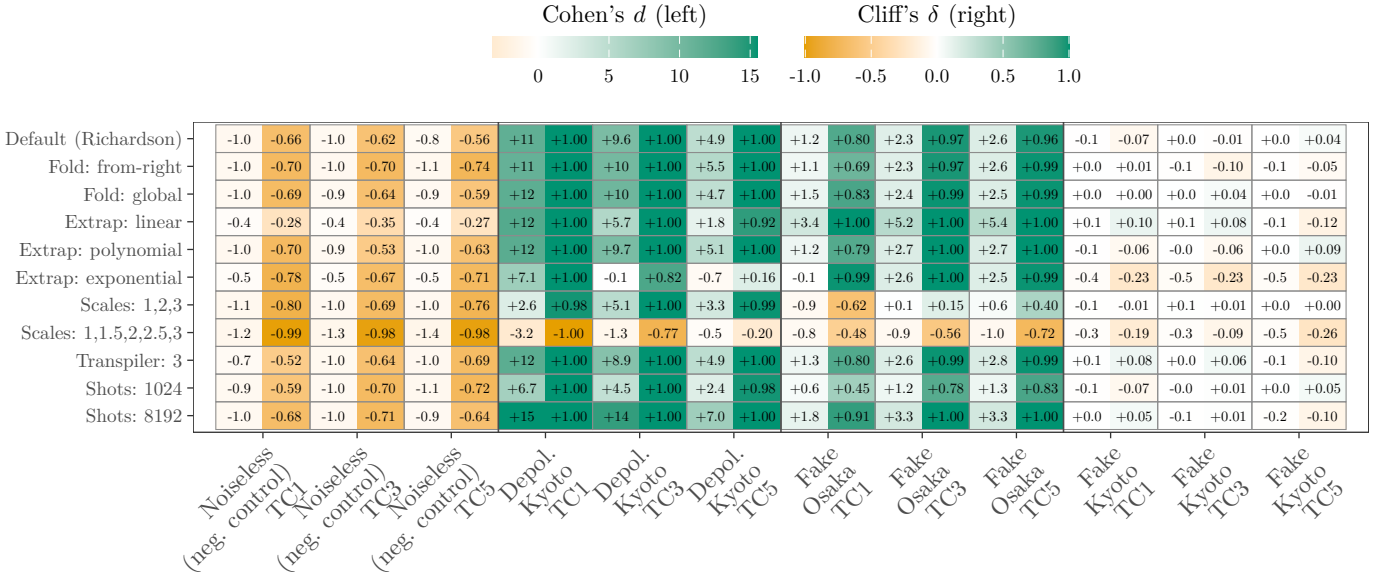 Cohen's d (left)
Cliff's δ (right)
0 5 10 15
-1.0 -0.5 0.0 0.5 1.0
Default (Richardson) -1.0 -0.66 -1.0 -0.62 -0.8 -0.56 +11 +1.00 +9.6 +1.00 +4.9 +1.00 +1.2 +0.80 +2.3 +0.97 +2.6 +0.96 -0.1 -0.07 +0.0 -0.01 +0.0 +0.04
Fold: from-right -1.0 -0.70 -1.0 -0.70 -1.1 -0.74 +11 +1.00 +10 +1.00 +5.5 +1.00 +1.1 +0.69 +2.3 +0.97 +2.6 +0.99 +0.0 +0.01 -0.1 -0.10 -0.1 -0.05
Fold: global -1.0 -0.69 -0.9 -0.64 -0.9 -0.59 +12 +1.00 +10 +1.00 +4.7 +1.00 +1.2 +0.83 +2.4 +0.99 +2.5 +0.99 +0.0 +0.00 +0.0 +0.04 +0.0 -0.01
Extrap: linear -0.4 -0.28 -0.4 -0.35 -0.4 -0.27 +12 +1.00 +5.7 +1.00 +1.8 +0.92 +3.4 +1.00 +5.2 +1.00 +5.4 +1.00 +0.1 +0.10 +0.1 +0.08 -0.1 -0.12
Extrap: polynomial -1.0 -0.70 -0.9 -0.53 -1.0 -0.63 +12 +1.00 +9.7 +1.00 +5.1 +1.00 +1.2 +0.79 +2.7 +1.00 +2.7 +1.00 -0.1 -0.06 -0.0 -0.06 +0.0 +0.09
Extrap: exponential -0.5 -0.78 -0.5 -0.67 -0.5 -0.71 +7.1 +1.00 -0.1 +0.82 -0.7 +0.16 -0.1 +0.99 +2.6 +1.00 +2.5 +0.99 -0.4 -0.23 -0.5 -0.23 -0.5 -0.23
Scales: 1,2,3 -1.1 -0.80 -1.0 -0.69 -1.0 -0.76 +2.6 +0.98 +5.1 +1.00 +3.3 +0.99 -0.9 -0.62 +0.1 +0.15 +0.6 +0.40 -0.1 -0.01 +0.1 +0.01 +0.0 +0.00
Scales: 1,1.5,2,2.5,3 -1.2 -0.99 -1.3 -0.98 -1.4 -0.98 -3.2 -1.00 -1.3 -0.77 -0.5 -0.20 -0.8 -0.48 -0.9 -0.56 -1.0 -0.72 -0.3 -0.19 -0.3 -0.09 -0.5 -0.26
Transpiler: 3 -0.7 -0.52 -1.0 -0.64 -1.0 -0.69 +12 +1.00 +8.9 +1.00 +4.9 +1.00 +1.3 +0.80 +2.6 +0.99 +2.8 +0.99 +0.1 +0.08 +0.0 +0.06 -0.1 -0.10
Shots: 1024 -0.9 -0.59 -1.0 -0.70 -1.1 -0.72 +6.7 +1.00 +4.5 +1.00 +2.4 +0.98 +0.6 +0.45 +1.2 +0.78 +1.3 +0.83 -0.1 -0.07 -0.0 +0.01 +0.0 +0.05
Shots: 8192 -1.0 -0.68 -1.0 -0.71 -0.9 -0.64 +15 +1.00 +14 +1.00 +7.0 +1.00 +1.8 +0.91 +3.3 +1.00 +3.3 +1.00 +0.0 +0.05 -0.1 +0.01 -0.2 -0.10
Noiseless
(neg. control)
TC1
Noiseless
(neg. control)
TC3
Noiseless
(neg. control)
TC5
Depol.
Kyoto
TC1
Depol.
Kyoto
TC3
Depol.
Kyoto
TC5
Fake
Osaka
TC1
Fake
Osaka
TC3
Fake
Osaka
TC5
Fake
Kyoto
TC1
Fake
Kyoto
TC3
Fake
Kyoto
TC5